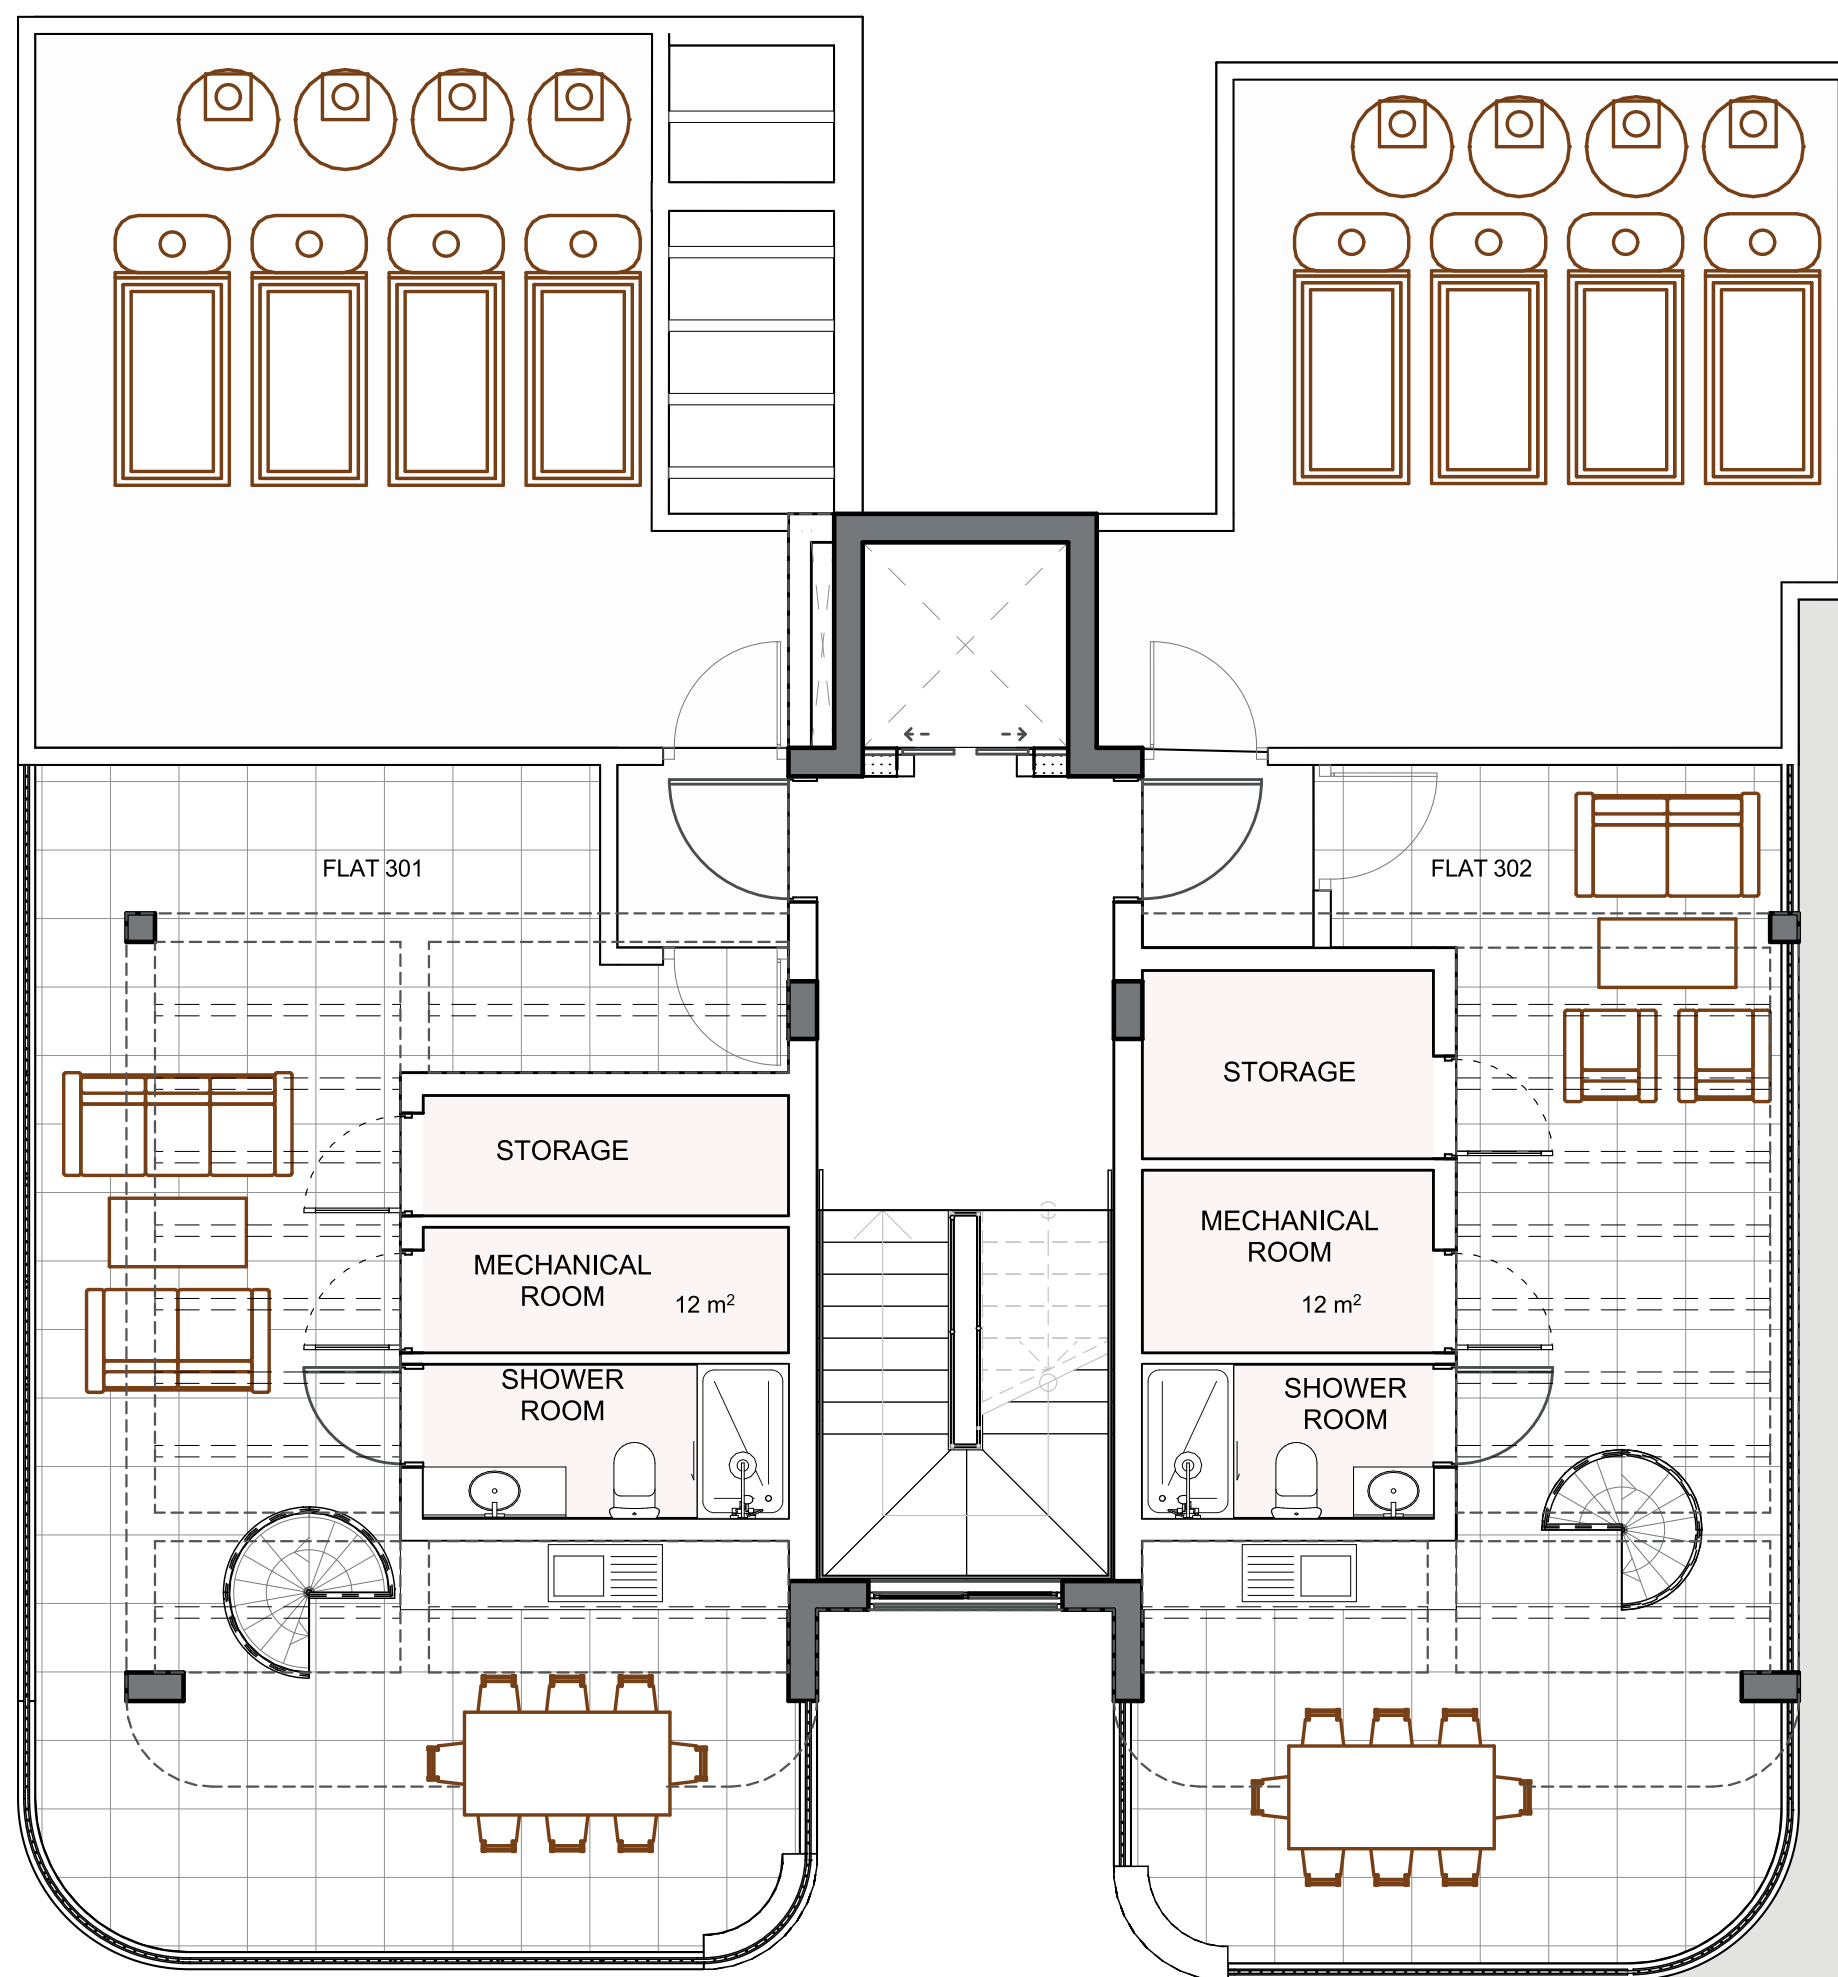 FLAT 301
FLAT 302
STORAGE
STORAGE
MECHANICAL
ROOM
12 m²
MECHANICAL
ROOM
12 m²
SHOWER
ROOM
SHOWER
ROOM